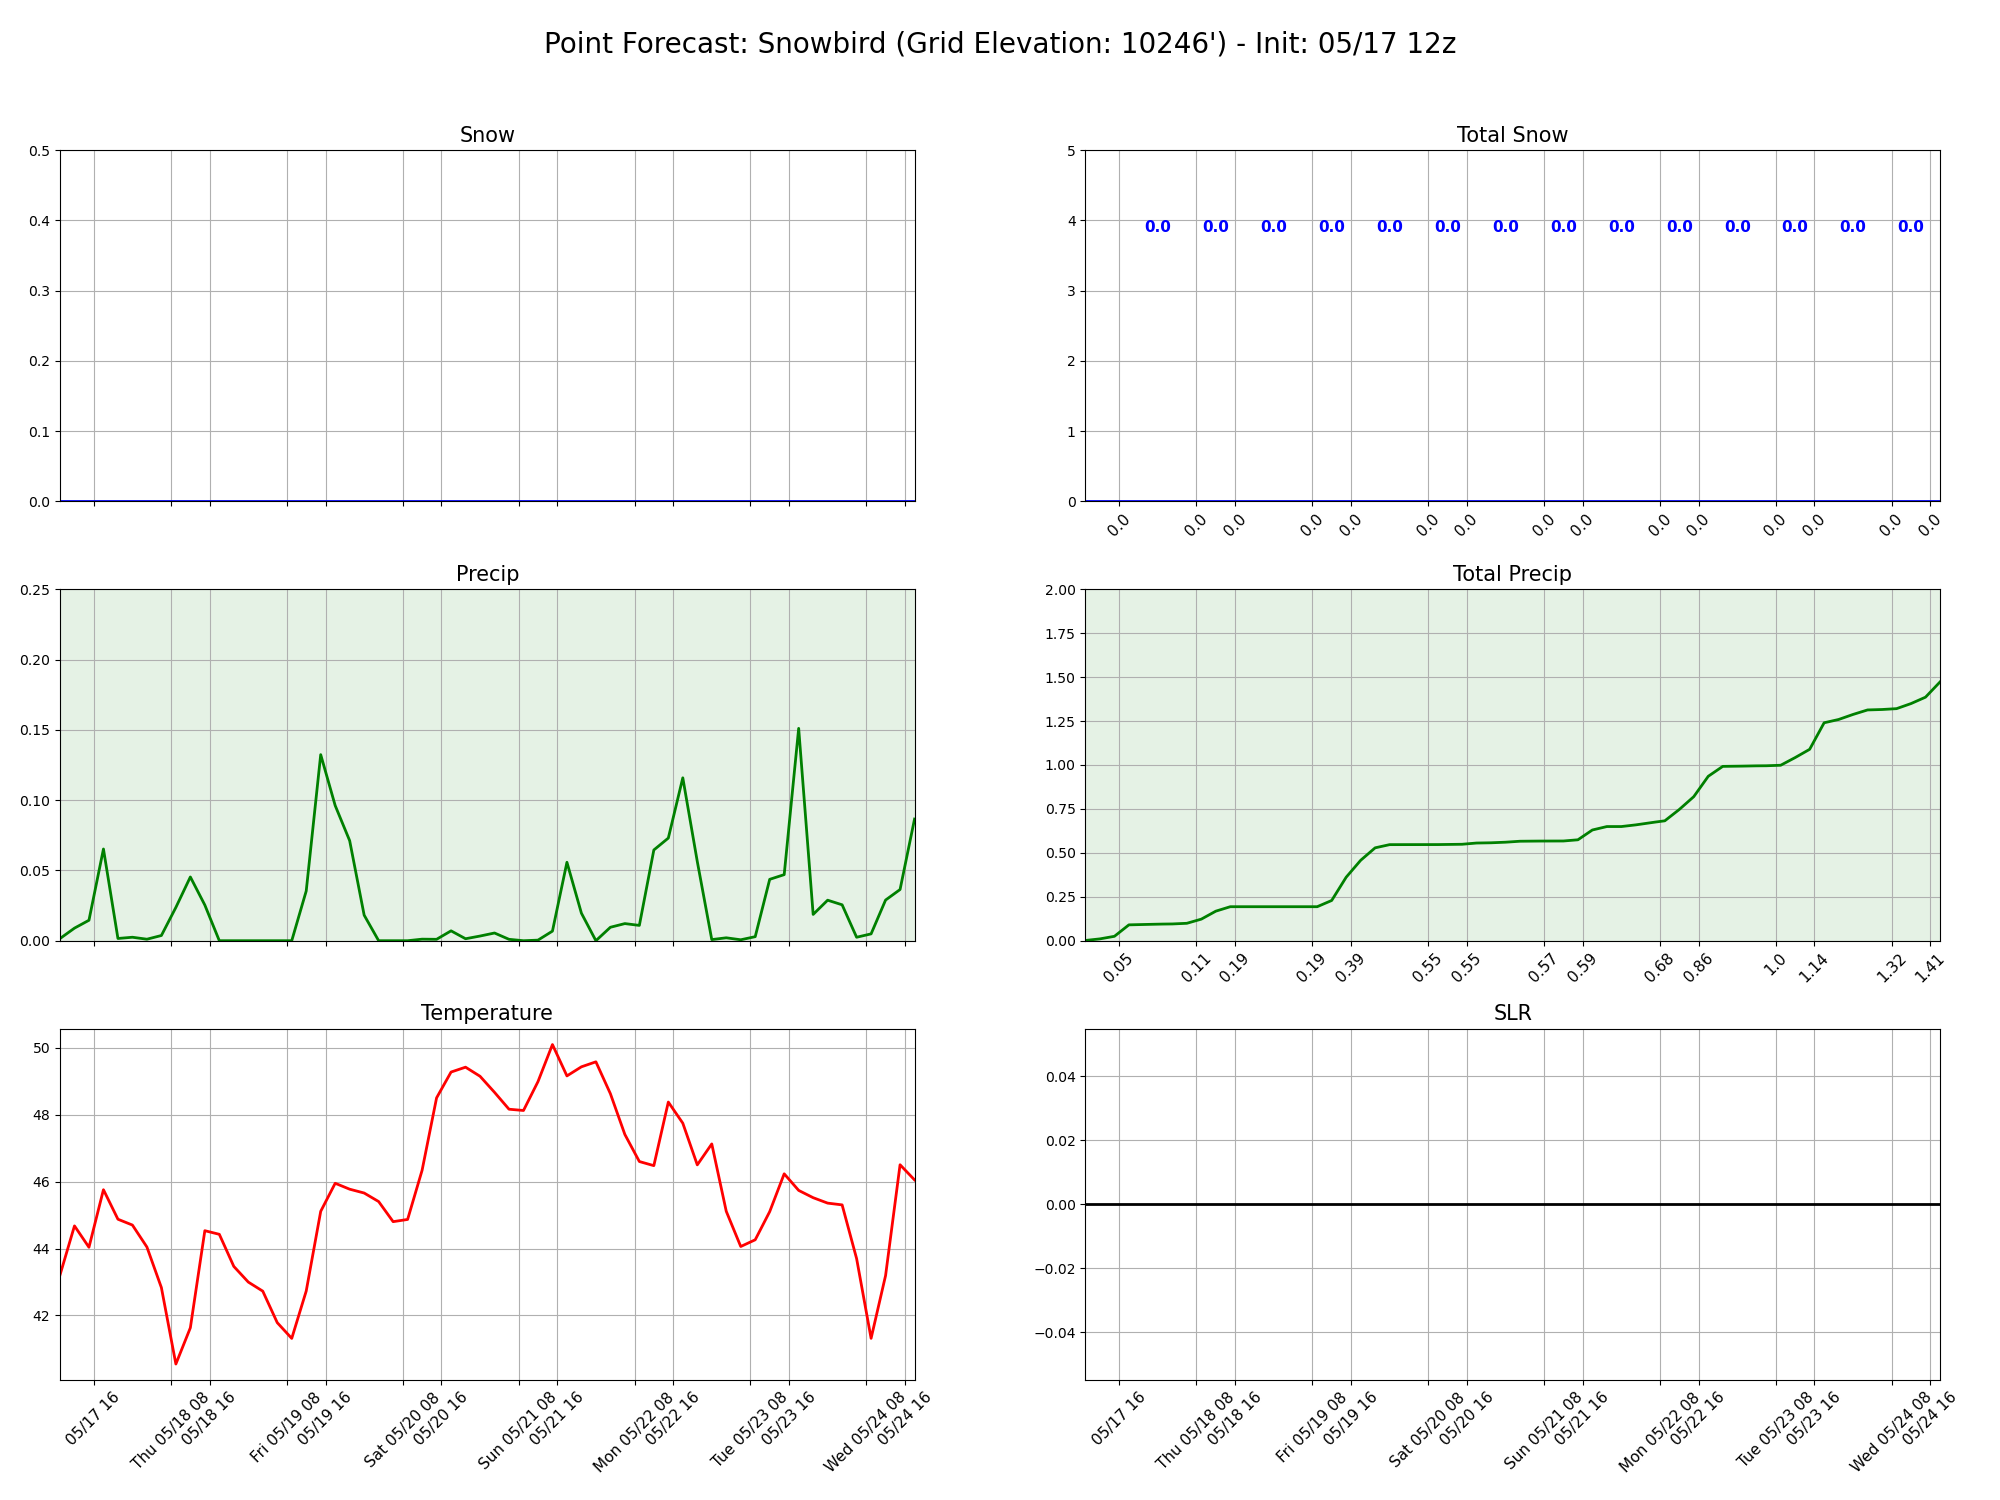 Point Forecast: Snowbird (Grid Elevation: 10246') - Init: 05/17 12z
Snow
0.5
0.4
0.3
0.2
0.1
0.0
Total Snow
5
4
3
2
1
0
0.0 0.0 0.0 0.0 0.0 0.0 0.0 0.0 0.0 0.0 0.0 0.0 0.0 0.0
0.0 0.0 0.0 0.0 0.0 0.0 0.0 0.0 0.0 0.0 0.0 0.0 0.0 0.0 0.0
Precip
0.25
0.20
0.15
0.10
0.05
0.00
Total Precip
2.00
1.75
1.50
1.25
1.00
0.75
0.50
0.25
0.00
0.05 0.11 0.19 0.19 0.39 0.55 0.55 0.57 0.59 0.68 0.86 1.0 1.14 1.32 1.41
Temperature
50
48
46
44
42
05/17 16
Thu 05/18 08
05/18 16
Fri 05/19 08
05/19 16
Sat 05/20 08
05/20 16
Sun 05/21 08
05/21 16
Mon 05/22 08
05/22 16
Tue 05/23 08
05/23 16
Wed 05/24 08
05/24 16
SLR
0.04
0.02
0.00
−0.02
−0.04
05/17 16
Thu 05/18 08
05/18 16
Fri 05/19 08
05/19 16
Sat 05/20 08
05/20 16
Sun 05/21 08
05/21 16
Mon 05/22 08
05/22 16
Tue 05/23 08
05/23 16
Wed 05/24 08
05/24 16